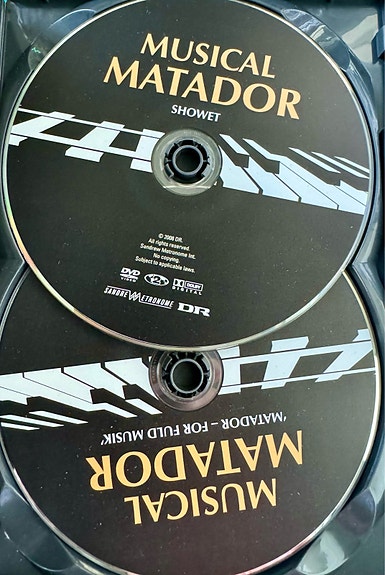 MUSICAL
MATADOR
SHOWET
© 2008 DR.
All rights reserved.
Sandrew Metronome Int.
No copying.
Subject to applicable laws.
DVD
VIDEO
DOLBY
DIGITAL
SANDREW METRONOME DR
MUSICAL
MATADOR
'MATADOR – FOR FULD MUSIK'